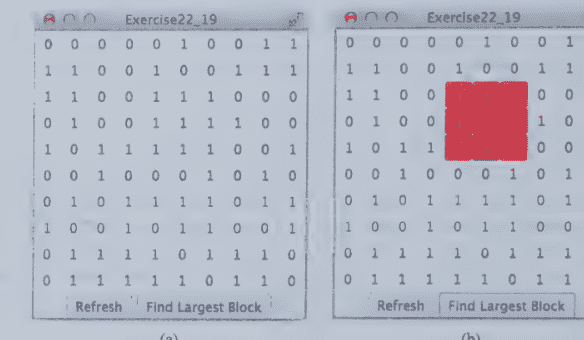 Exercise22_19
0 0 0 0 0 1 0 0 1 1
1 1 0 0 1 0 0 1 1 1
1 1 0 0 1 1 1 0 0 0
0 1 0 0 1 1 1 1 0 0
1 0 1 1 1 1 1 0 0 1
0 0 1 0 0 0 1 0 1 0
0 1 0 1 1 1 1 0 1 1
1 0 0 1 0 1 1 0 0 1
0 1 1 1 1 0 1 1 1 0
0 1 1 1 1 1 0 1 1 0
Refresh Find Largest Block
(a)
Exercise22_19
0 0 0 0 0 1 0 0 1
1 1 0 0 1 0 0 1 1
1 1 0 0 0 0
0 1 0 0 1 0
1 0 1 1 0 0
0 0 1 0 0 0 1 0 1
0 1 0 1 1 1 1 0 1
1 0 0 1 0 1 1 0 0
0 1 1 1 1 0 1 1 1
0 1 1 1 1 1 0 1 1
Refresh Find Largest Block
(b)